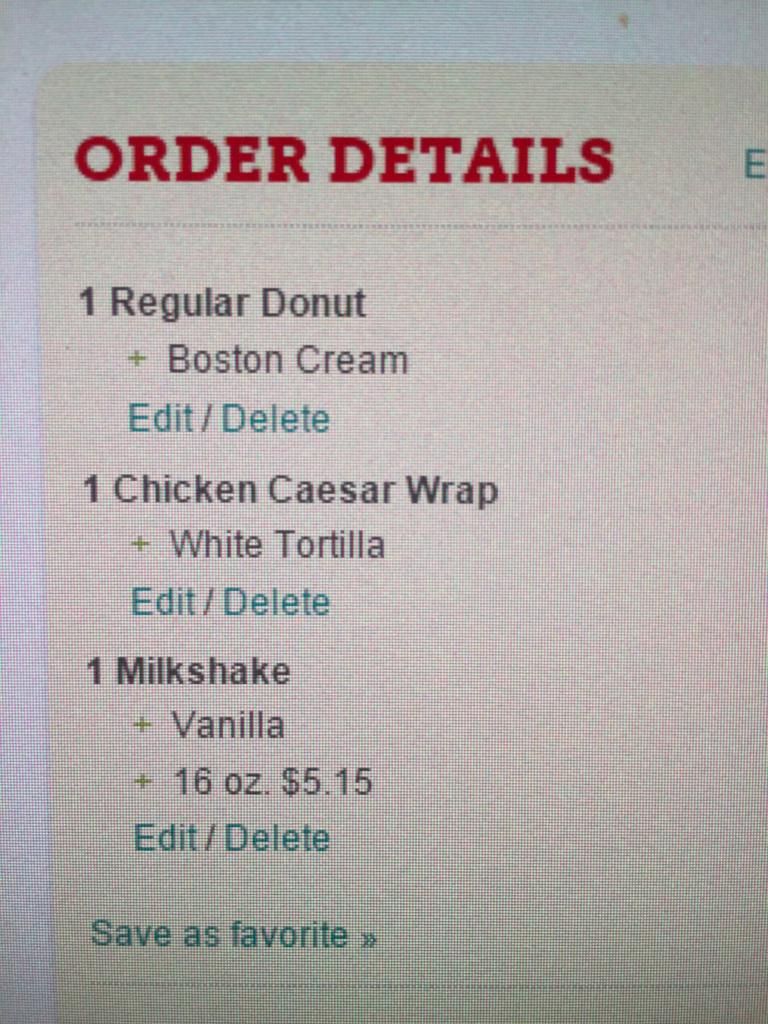 ORDER DETAILS E
1 Regular Donut
+ Boston Cream
Edit / Delete
1 Chicken Caesar Wrap
+ White Tortilla
Edit / Delete
1 Milkshake
+ Vanilla
+ 16 oz. $5.15
Edit / Delete
Save as favorite »